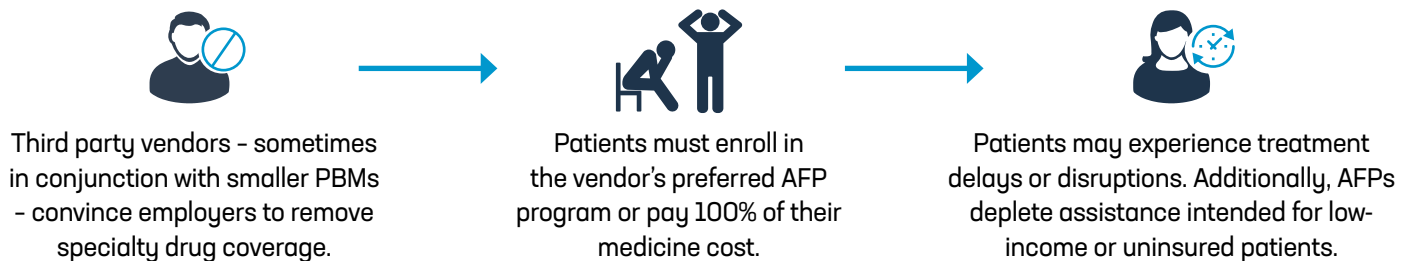 Third party vendors – sometimes
in conjunction with smaller PBMs
– convince employers to remove
specialty drug coverage.
Patients must enroll in
the vendor's preferred AFP
program or pay 100% of their
medicine cost.
Patients may experience treatment
delays or disruptions. Additionally, AFPs
deplete assistance intended for low-
income or uninsured patients.